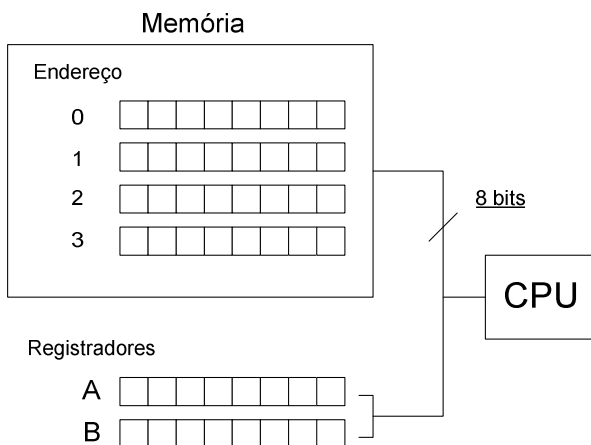 Memória
Endereço
0
1
2
3
8 bits
CPU
Registradores
A
B